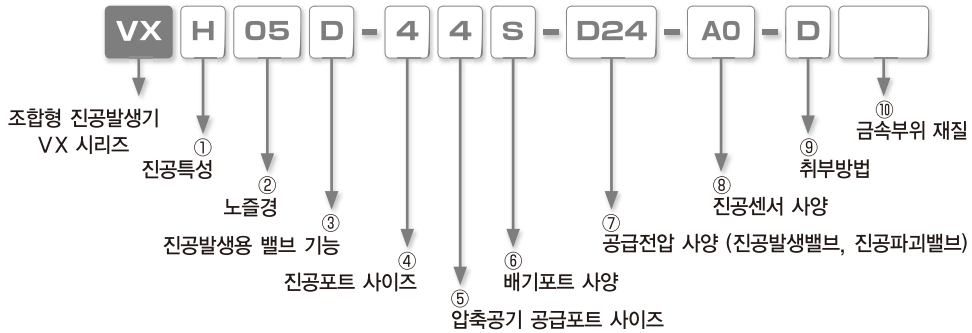 VX H 05 D - 4 4 S - D24 - A0 - D
조합형 진공발생기
VX 시리즈
①
진공특성
②
노즐경
③
진공발생용 밸브 기능
④
진공포트 사이즈
⑤
압축공기 공급포트 사이즈
⑥
배기포트 사양
⑦
공급전압 사양 (진공발생밸브, 진공파괴밸브)
⑧
진공센서 사양
⑨
취부방법
⑩
금속부위 재질